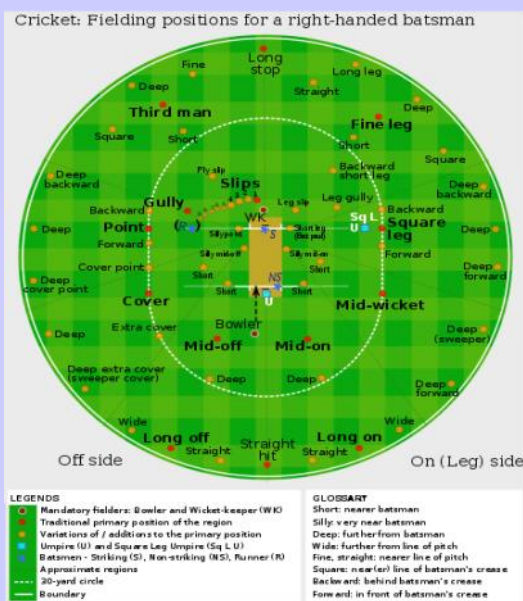 Cricket: Fielding positions for a right-handed batsman
Long
stop
Fine
Long leg
Deep
Straight
Deep
Third man
Fine leg
Square
Short
Short
Square
Fly slip
Backward
short leg
Deep
backward
Slips
Deep
backward
Gully
Leg slip
Leg gully
Backward
WK
Sq L
U
Backward
Deep
Point
(R)
Silly point
S
Short leg
(Bat pad)
Square
leg
Deep
Forward
Silly mid off
Silly mid on
Forward
Cover point
Short
Short
Deep
forward
Deep
cover point
NS
Short
Short
Cover
U
Mid-wicket
Extra cover
Bowler
Deep
Mid-off
Mid-on
Deep
(sweeper)
Deep extra cover
(sweeper cover)
Deep
Deep
Deep
forward
Wide
Wide
Long off
Straight
hit
Long on
Straight
Straight
Off side
On (Leg) side
LEGENDS
Mandatory fielders: Bowler and Wicket-keeper (WK)
Traditional primary position of the region
Variations of / additions to the primary position
Umpire (U) and Square Leg Umpire (Sq L U)
Batsmen - Striking (S), Non-striking (NS), Runner (R)
Approximate regions
30-yard circle
Boundary
GLOSSARY
Short: nearer batsman
Silly: very near batsman
Deep: further from batsman
Wide: further from line of pitch
Fine, straight: nearer line of pitch
Square: near(er) line of batsman's crease
Backward: behind batsman's crease
Forward: in front of batsman's crease